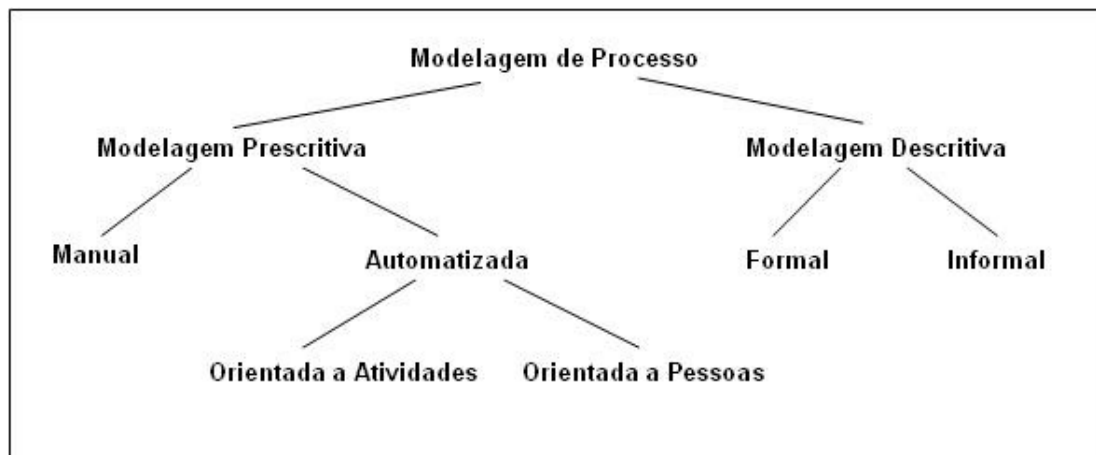 Modelagem de Processo
Modelagem Prescritiva
Modelagem Descritiva
Manual
Automatizada
Formal
Informal
Orientada a Atividades
Orientada a Pessoas